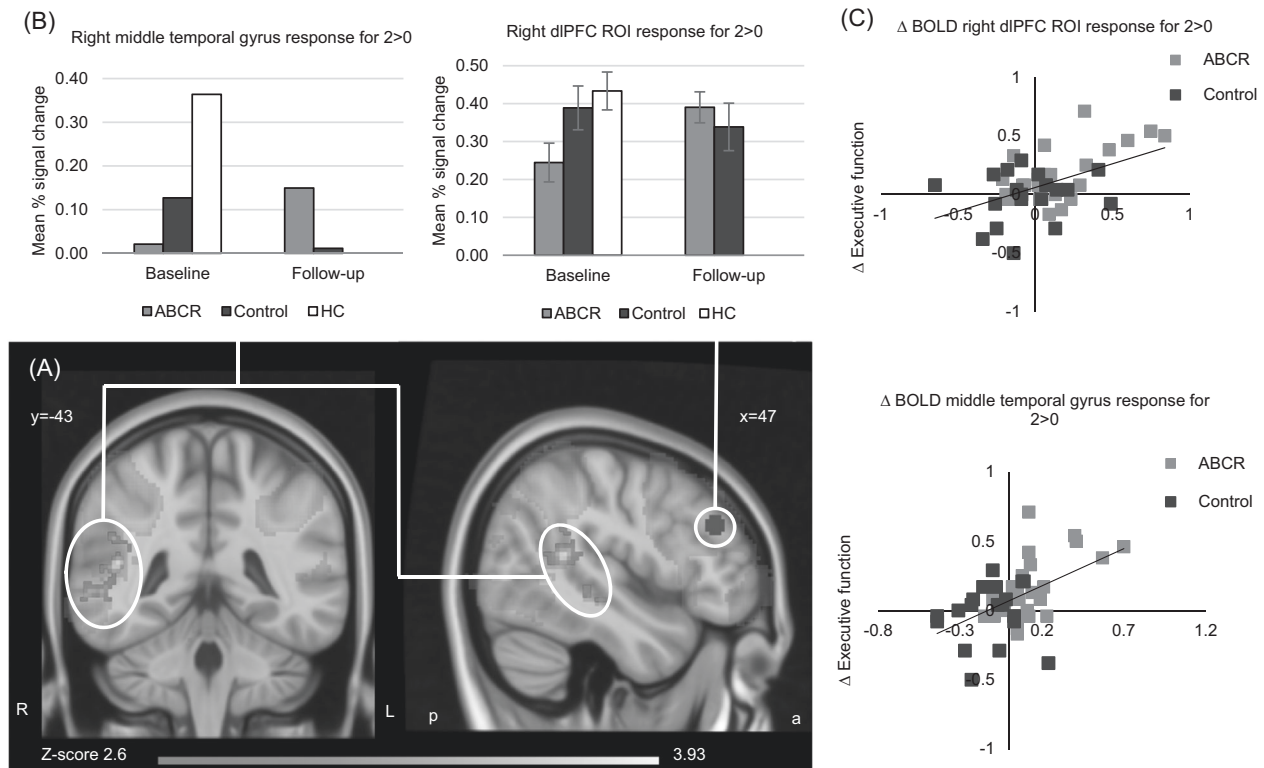 (B)
Right middle temporal gyrus response for 2>0
Mean % signal change
0.40
0.30
0.20
0.10
0.00
Baseline
Follow-up
ABCR
Control
HC
Right dlPFC ROI response for 2>0
Mean % signal change
0.50
0.40
0.30
0.20
0.10
0.00
Baseline
Follow-up
ABCR
Control
HC
(C)
Δ BOLD right dlPFC ROI response for 2>0
ABCR
Control
Δ Executive function
1
0.5
0
-0.5
-1
-1
-0.5
0
0.5
1
(A)
y=-43
x=47
R
L
p
a
Z-score 2.6
3.93
Δ BOLD middle temporal gyrus response for
2>0
ABCR
Control
Δ Executive function
1
0.5
0
-0.5
-1
-0.8
-0.3
0.2
0.7
1.2